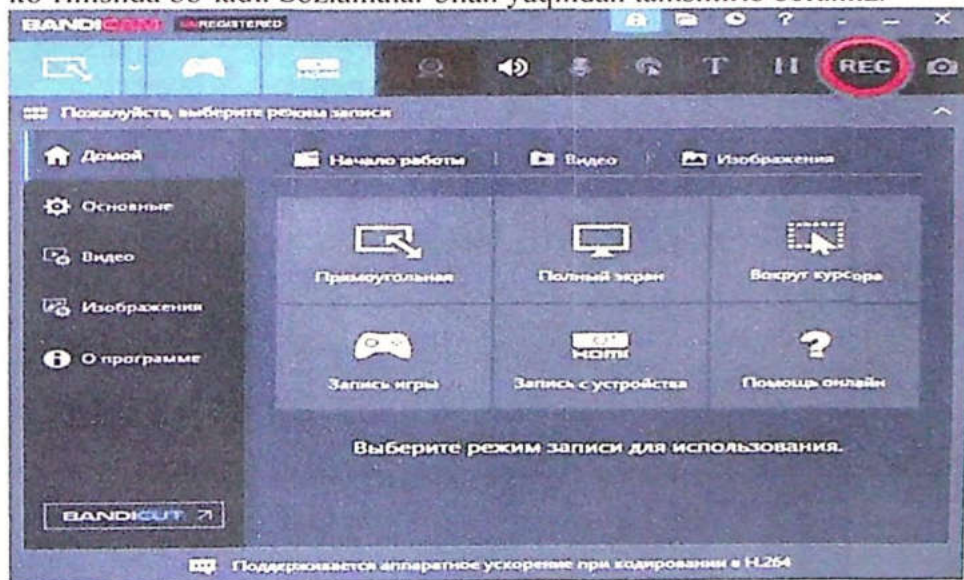 BANDICAM UNREGISTERED
REC
Пожалуйста, выберите режим записи
Домой
Начало работы | Видео | Изображения
Основные
Видео
Изображения
О программе
Прямоугольная
Полный экран
Вокруг курсора
HDMI
Запись игры
Запись с устройства
Помощь онлайн
Выберите режим записи для использования.
BANDICUT
Поддерживается аппаратное ускорение при кодировании в H.264